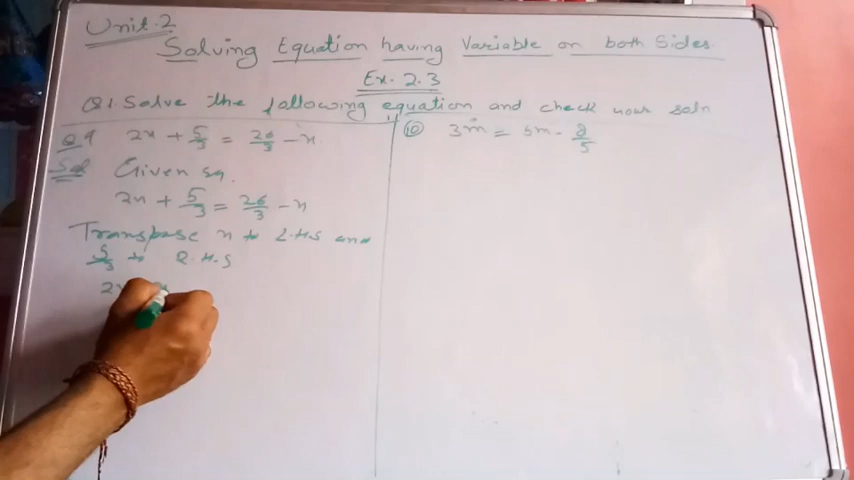 Unit.2
Solving Equation having Variable on both Sides.
Ex. 2.3
Q1. Solve the following equation and check your soln
Q9 2x + 5/3 = 26/3 - x
Sol Given eq.
2x + 5/3 = 26/3 - x
Transpose x to L.H.S and
5/3 to R.H.S
2x
10 3m = 5m - 8/5